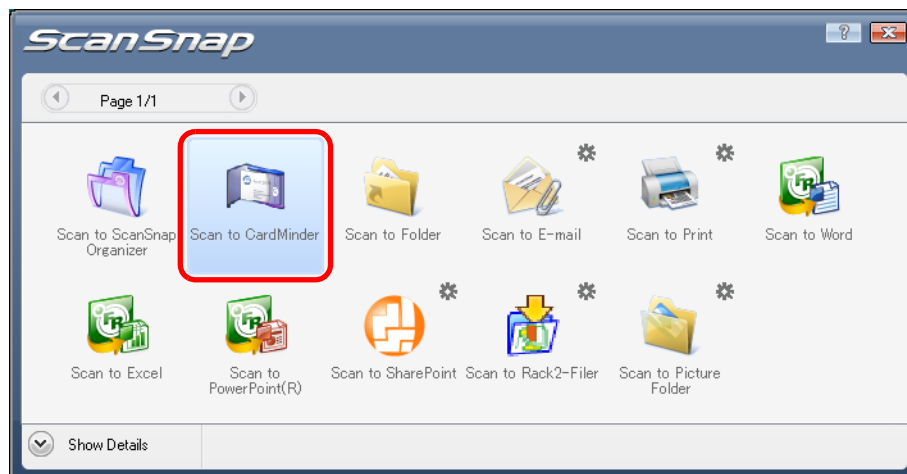 ScanSnap
Page 1/1
Scan to ScanSnap
Organizer
Scan to CardMinder
Scan to Folder
Scan to E-mail
Scan to Print
Scan to Word
Scan to Excel
Scan to
PowerPoint(R)
Scan to SharePoint
Scan to Rack2-Filer
Scan to Picture
Folder
Show Details